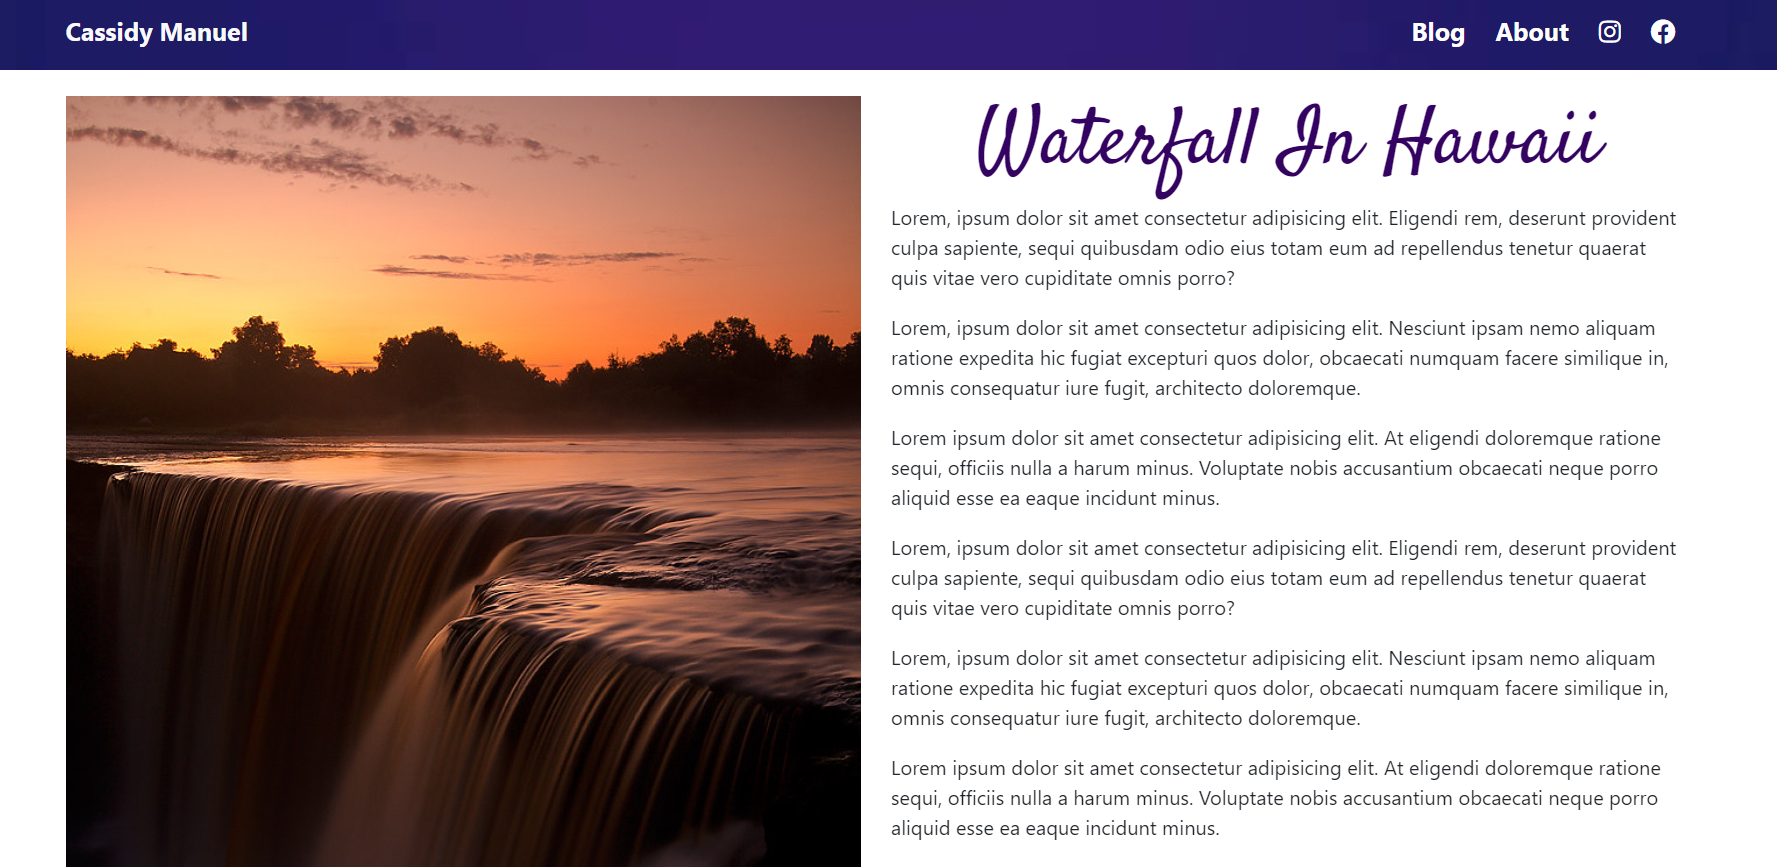 Cassidy Manuel
Blog
About
Waterfall In Hawaii
Lorem, ipsum dolor sit amet consectetur adipisicing elit. Eligendi rem, deserunt provident
culpa sapiente, sequi quibusdam odio eius totam eum ad repellendus tenetur quaerat
quis vitae vero cupiditate omnis porro?
Lorem, ipsum dolor sit amet consectetur adipisicing elit. Nesciunt ipsam nemo aliquam
ratione expedita hic fugiat excepturi quos dolor, obcaecati numquam facere similique in,
omnis consequatur iure fugit, architecto doloremque.
Lorem ipsum dolor sit amet consectetur adipisicing elit. At eligendi doloremque ratione
sequi, officiis nulla a harum minus. Voluptate nobis accusantium obcaecati neque porro
aliquid esse ea eaque incidunt minus.
Lorem, ipsum dolor sit amet consectetur adipisicing elit. Eligendi rem, deserunt provident
culpa sapiente, sequi quibusdam odio eius totam eum ad repellendus tenetur quaerat
quis vitae vero cupiditate omnis porro?
Lorem, ipsum dolor sit amet consectetur adipisicing elit. Nesciunt ipsam nemo aliquam
ratione expedita hic fugiat excepturi quos dolor, obcaecati numquam facere similique in,
omnis consequatur iure fugit, architecto doloremque.
Lorem ipsum dolor sit amet consectetur adipisicing elit. At eligendi doloremque ratione
sequi, officiis nulla a harum minus. Voluptate nobis accusantium obcaecati neque porro
aliquid esse ea eaque incidunt minus.